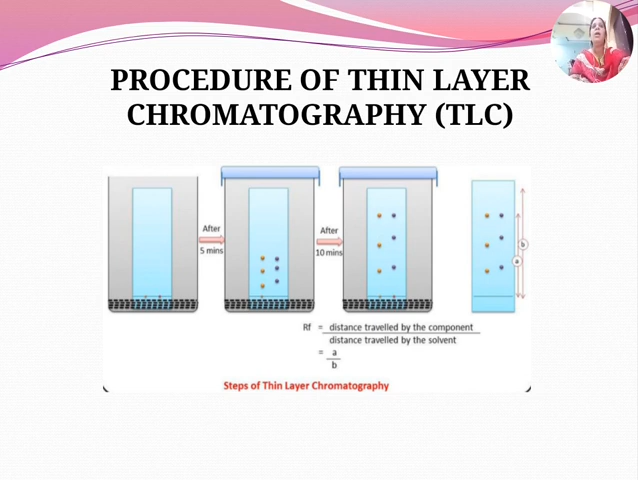 PROCEDURE OF THIN LAYER
CHROMATOGRAPHY (TLC)
After
5 mins
After
10 mins
b
a
Rf = distance travelled by the component
distance travelled by the solvent
= a
b
Steps of Thin Layer Chromatography